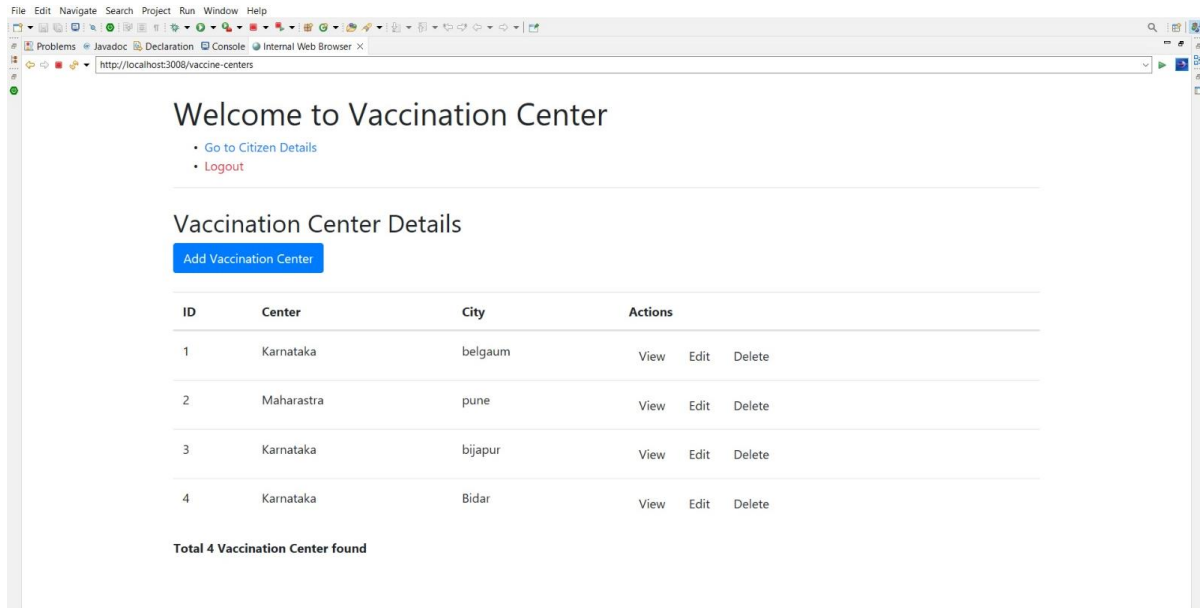 File Edit Navigate Search Project Run Window Help
Problems Javadoc Declaration Console Internal Web Browser
http://localhost:3008/vaccine-centers
Welcome to Vaccination Center
• Go to Citizen Details
• Logout
Vaccination Center Details
Add Vaccination Center
ID Center City Actions
1 Karnataka belgaum View Edit Delete
2 Maharastra pune View Edit Delete
3 Karnataka bijapur View Edit Delete
4 Karnataka Bidar View Edit Delete
Total 4 Vaccination Center found